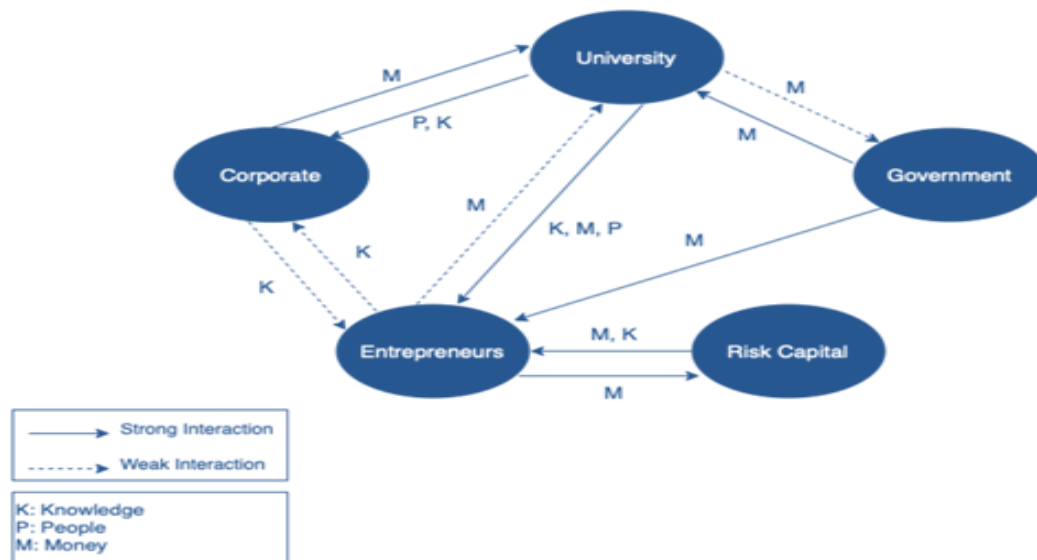 University
M
M
P, K
M
Corporate
Government
M
K, M, P
M
K
K
Entrepreneurs
M, K
Risk Capital
M
Strong Interaction
Weak Interaction
K: Knowledge
P: People
M: Money